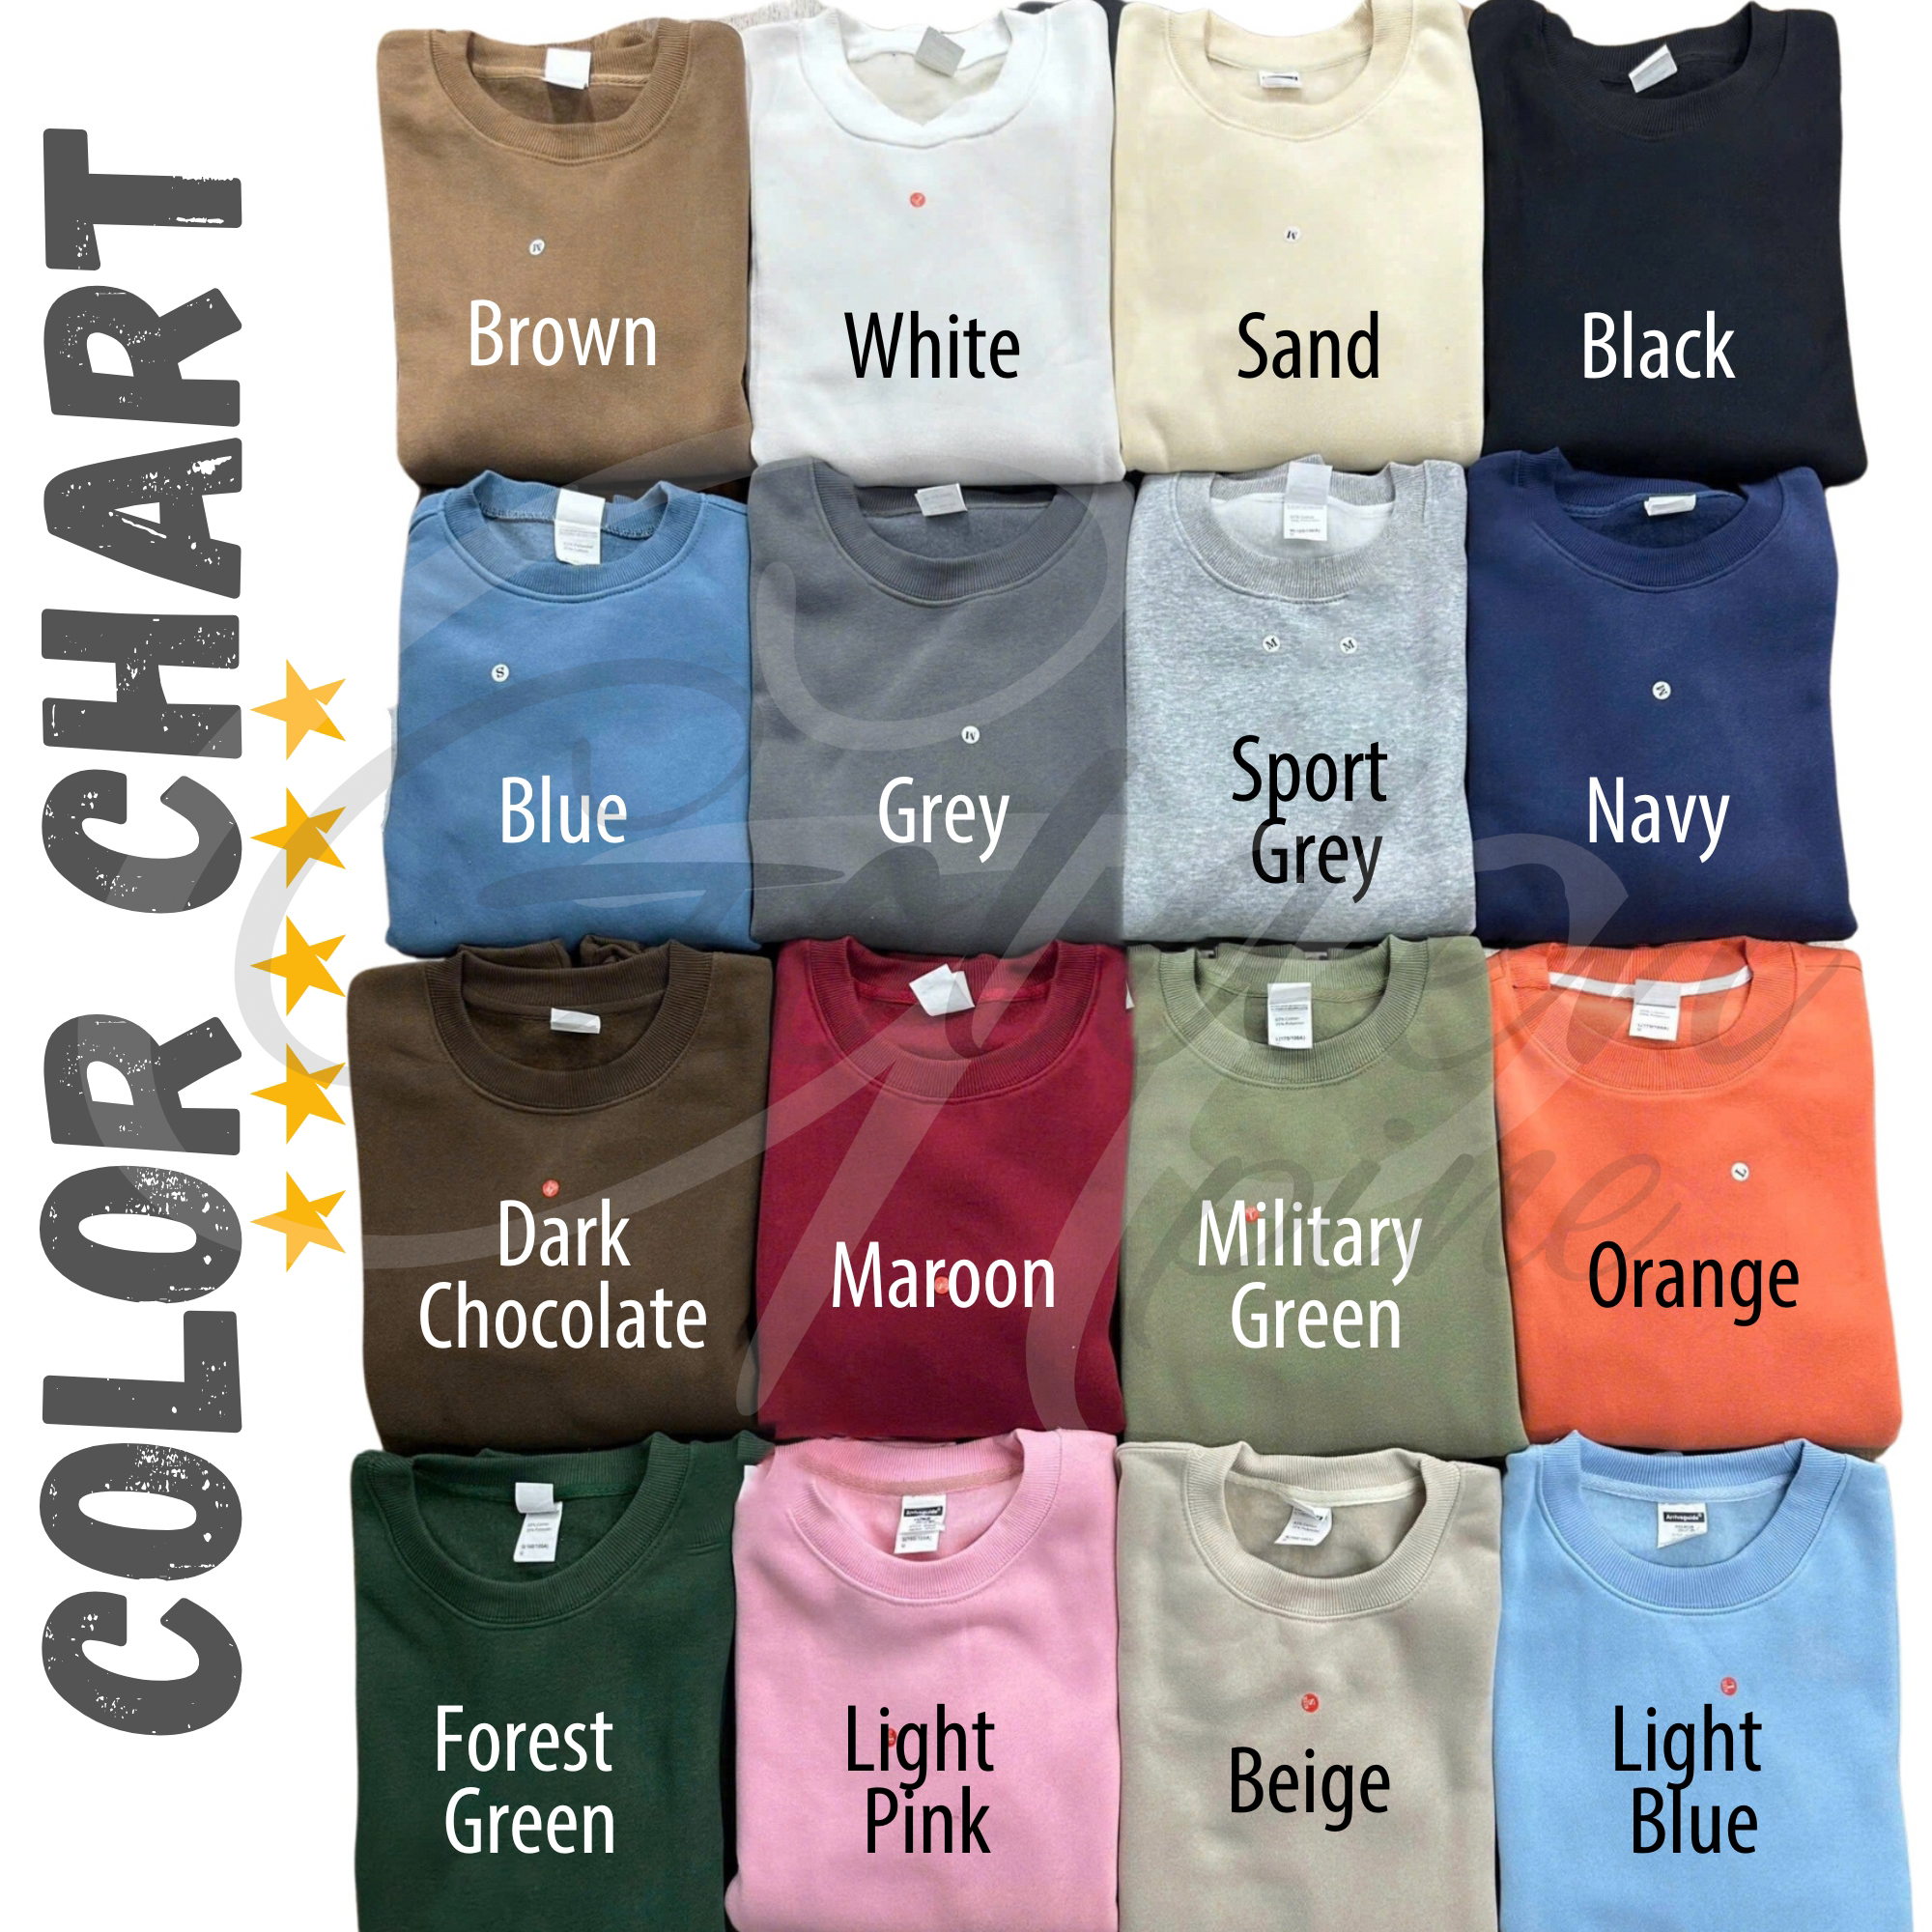 COLOR CHART
Brown
White
Sand
Black
S
Blue
M
Grey
M M
Sport
Grey
M
Navy
Dark
Chocolate
Maroon
Military
Green
L
Orange
Forest
Green
Light
Pink
Beige
Light
Blue